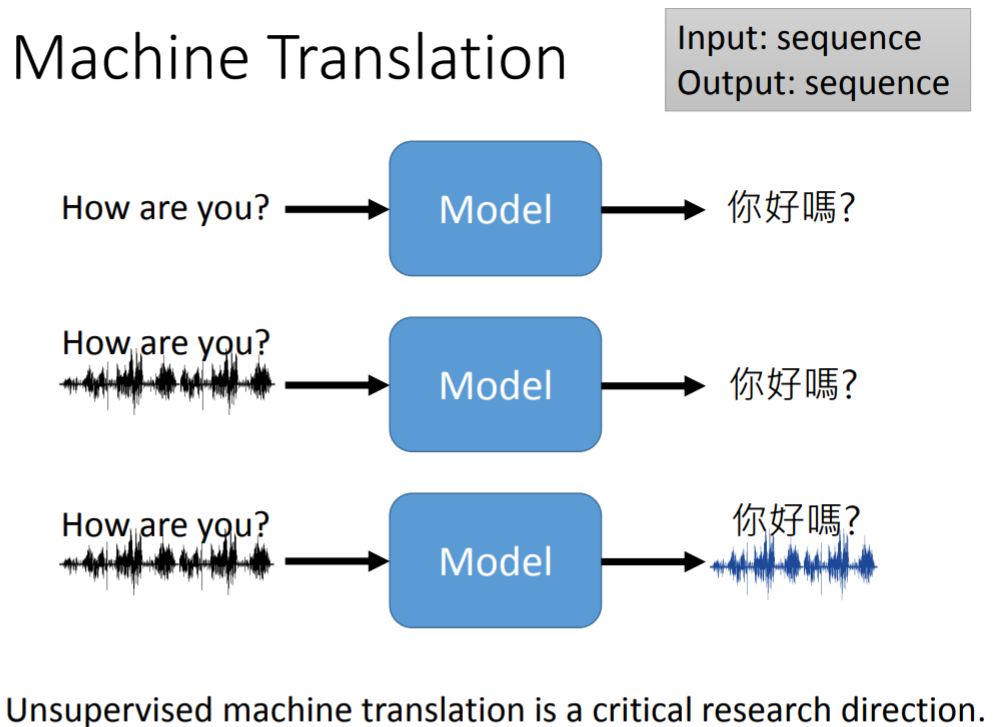 Machine Translation
Input: sequence
Output: sequence
How are you?
Model
你好嗎?
How are you?
Model
你好嗎?
How are you?
Model
你好嗎?
Unsupervised machine translation is a critical research direction.